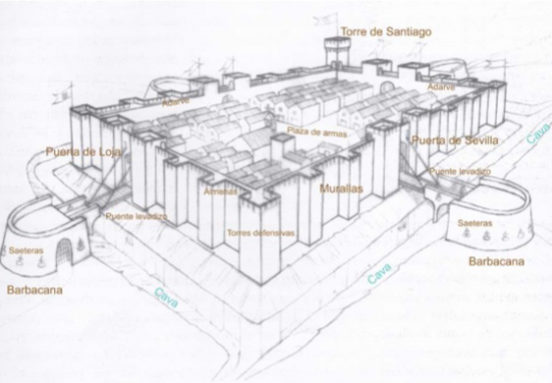 Torre de Santiago
Adarve
Adarve
Plaza de armas
Puerta de Loja
Puerta de Sevilla
Puente levadizo
Almenas
Murallas
Puente levadizo
Saeteras
Torres defensivas
Saeteras
Barbacana
Barbacana
Cava
Cava
Cava